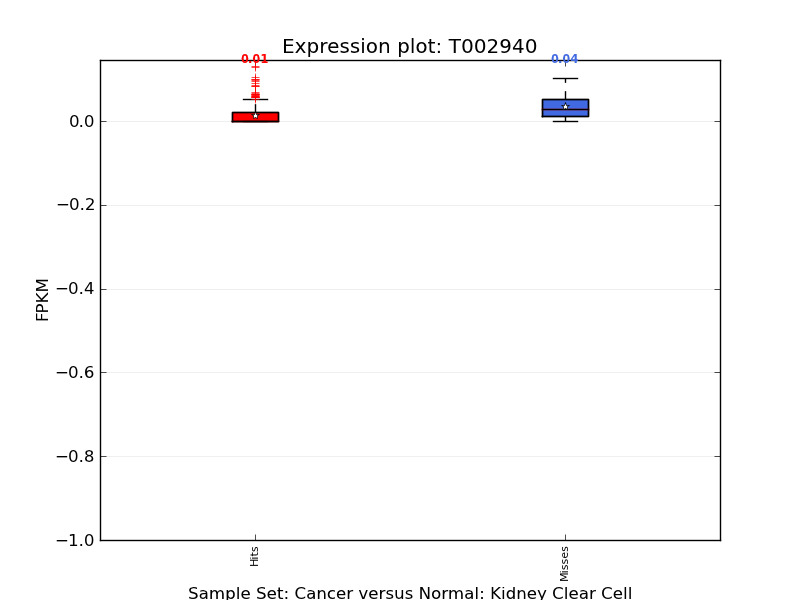 Expression plot: T002940
0.01
0.04
0.0
−0.2
−0.4
−0.6
−0.8
−1.0
FPKM
Hits
Misses
Sample Set: Cancer versus Normal: Kidney Clear Cell